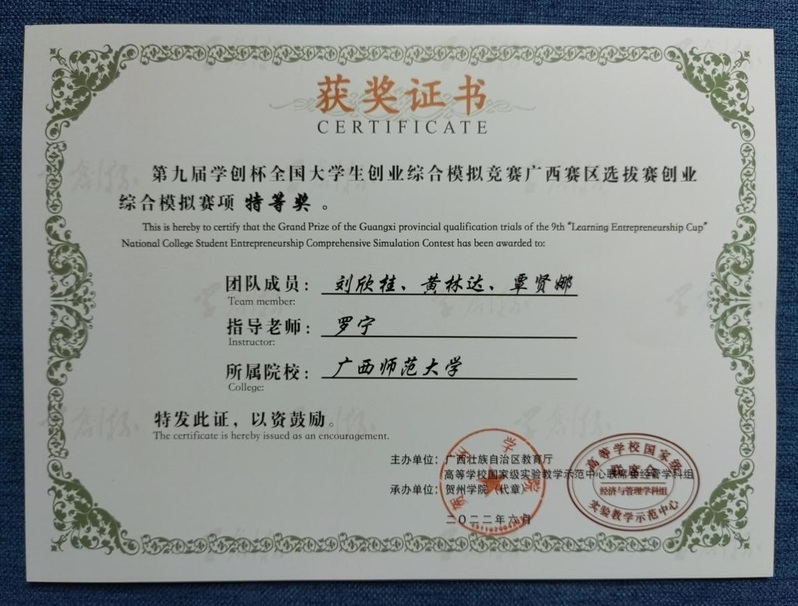 获奖证书
CERTIFICATE
第九届学创杯全国大学生创业综合模拟竞赛广西赛区选拔赛创业
综合模拟赛项 特等奖 。
This is hereby to certify that the Grand Prize of the Guangxi provincial qualification trials of the 9th "Learning Entrepreneurship Cup"
National College Student Entrepreneurship Comprehensive Simulation Contest has been awarded to:
团队成员: 刘欣桂、黄林达、覃贤娜
Team member:
指导老师: 罗宁
Instructor:
所属院校: 广西师范大学
College:
特发此证，以资鼓励。
The certificate is hereby issued as an encouragement.
主办单位: 广西壮族自治区教育厅
高等学校国家级实验教学示范中心联席会经管学科组
承办单位: 贺州学院（代章）
二〇二二年六月
高等学校国家级
联席会
经济与管理学科组
实验教学示范中心